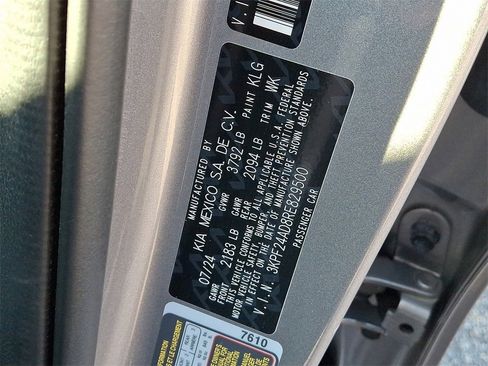 V.I
MANUFACTURED BY
07/24 KIA MEXICO S.A. DE C.V.
GVWR 3792 LB PAINT KLG
GAWR FRONT 2183 LB GAWR REAR 2094 LB TRIM WK
THIS VEHICLE CONFORMS TO ALL APPLICABLE U.S.A. FEDERAL
MOTOR VEHICLE SAFETY, BUMPER, AND THEFT PREVENTION STANDARDS
IN EFFECT ON THE DATE OF MANUFACTURE SHOWN ABOVE.
V.I.N: 3KPF24AD8RE829500
PASSENGER CAR
7610